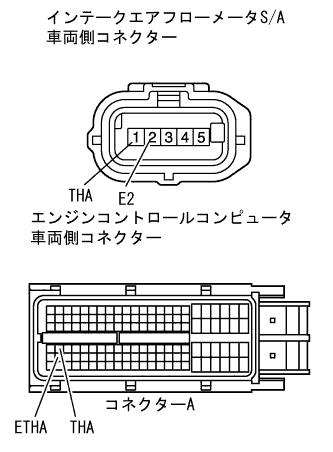 インテークエアフローメータS/A
車両側コネクター
1 2 3 4 5
THA E2
エンジンコントロールコンピュータ
車両側コネクター
コネクターA
ETHA THA